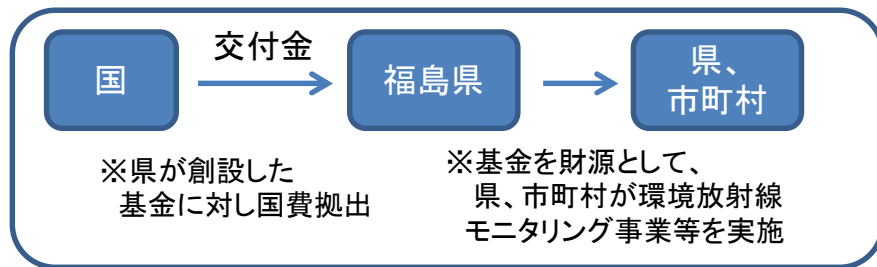 交付金
国
福島県
県、
市町村
※県が創設した
基金に対し国費拠出
※基金を財源として、
県、市町村が環境放射線
モニタリング事業等を実施